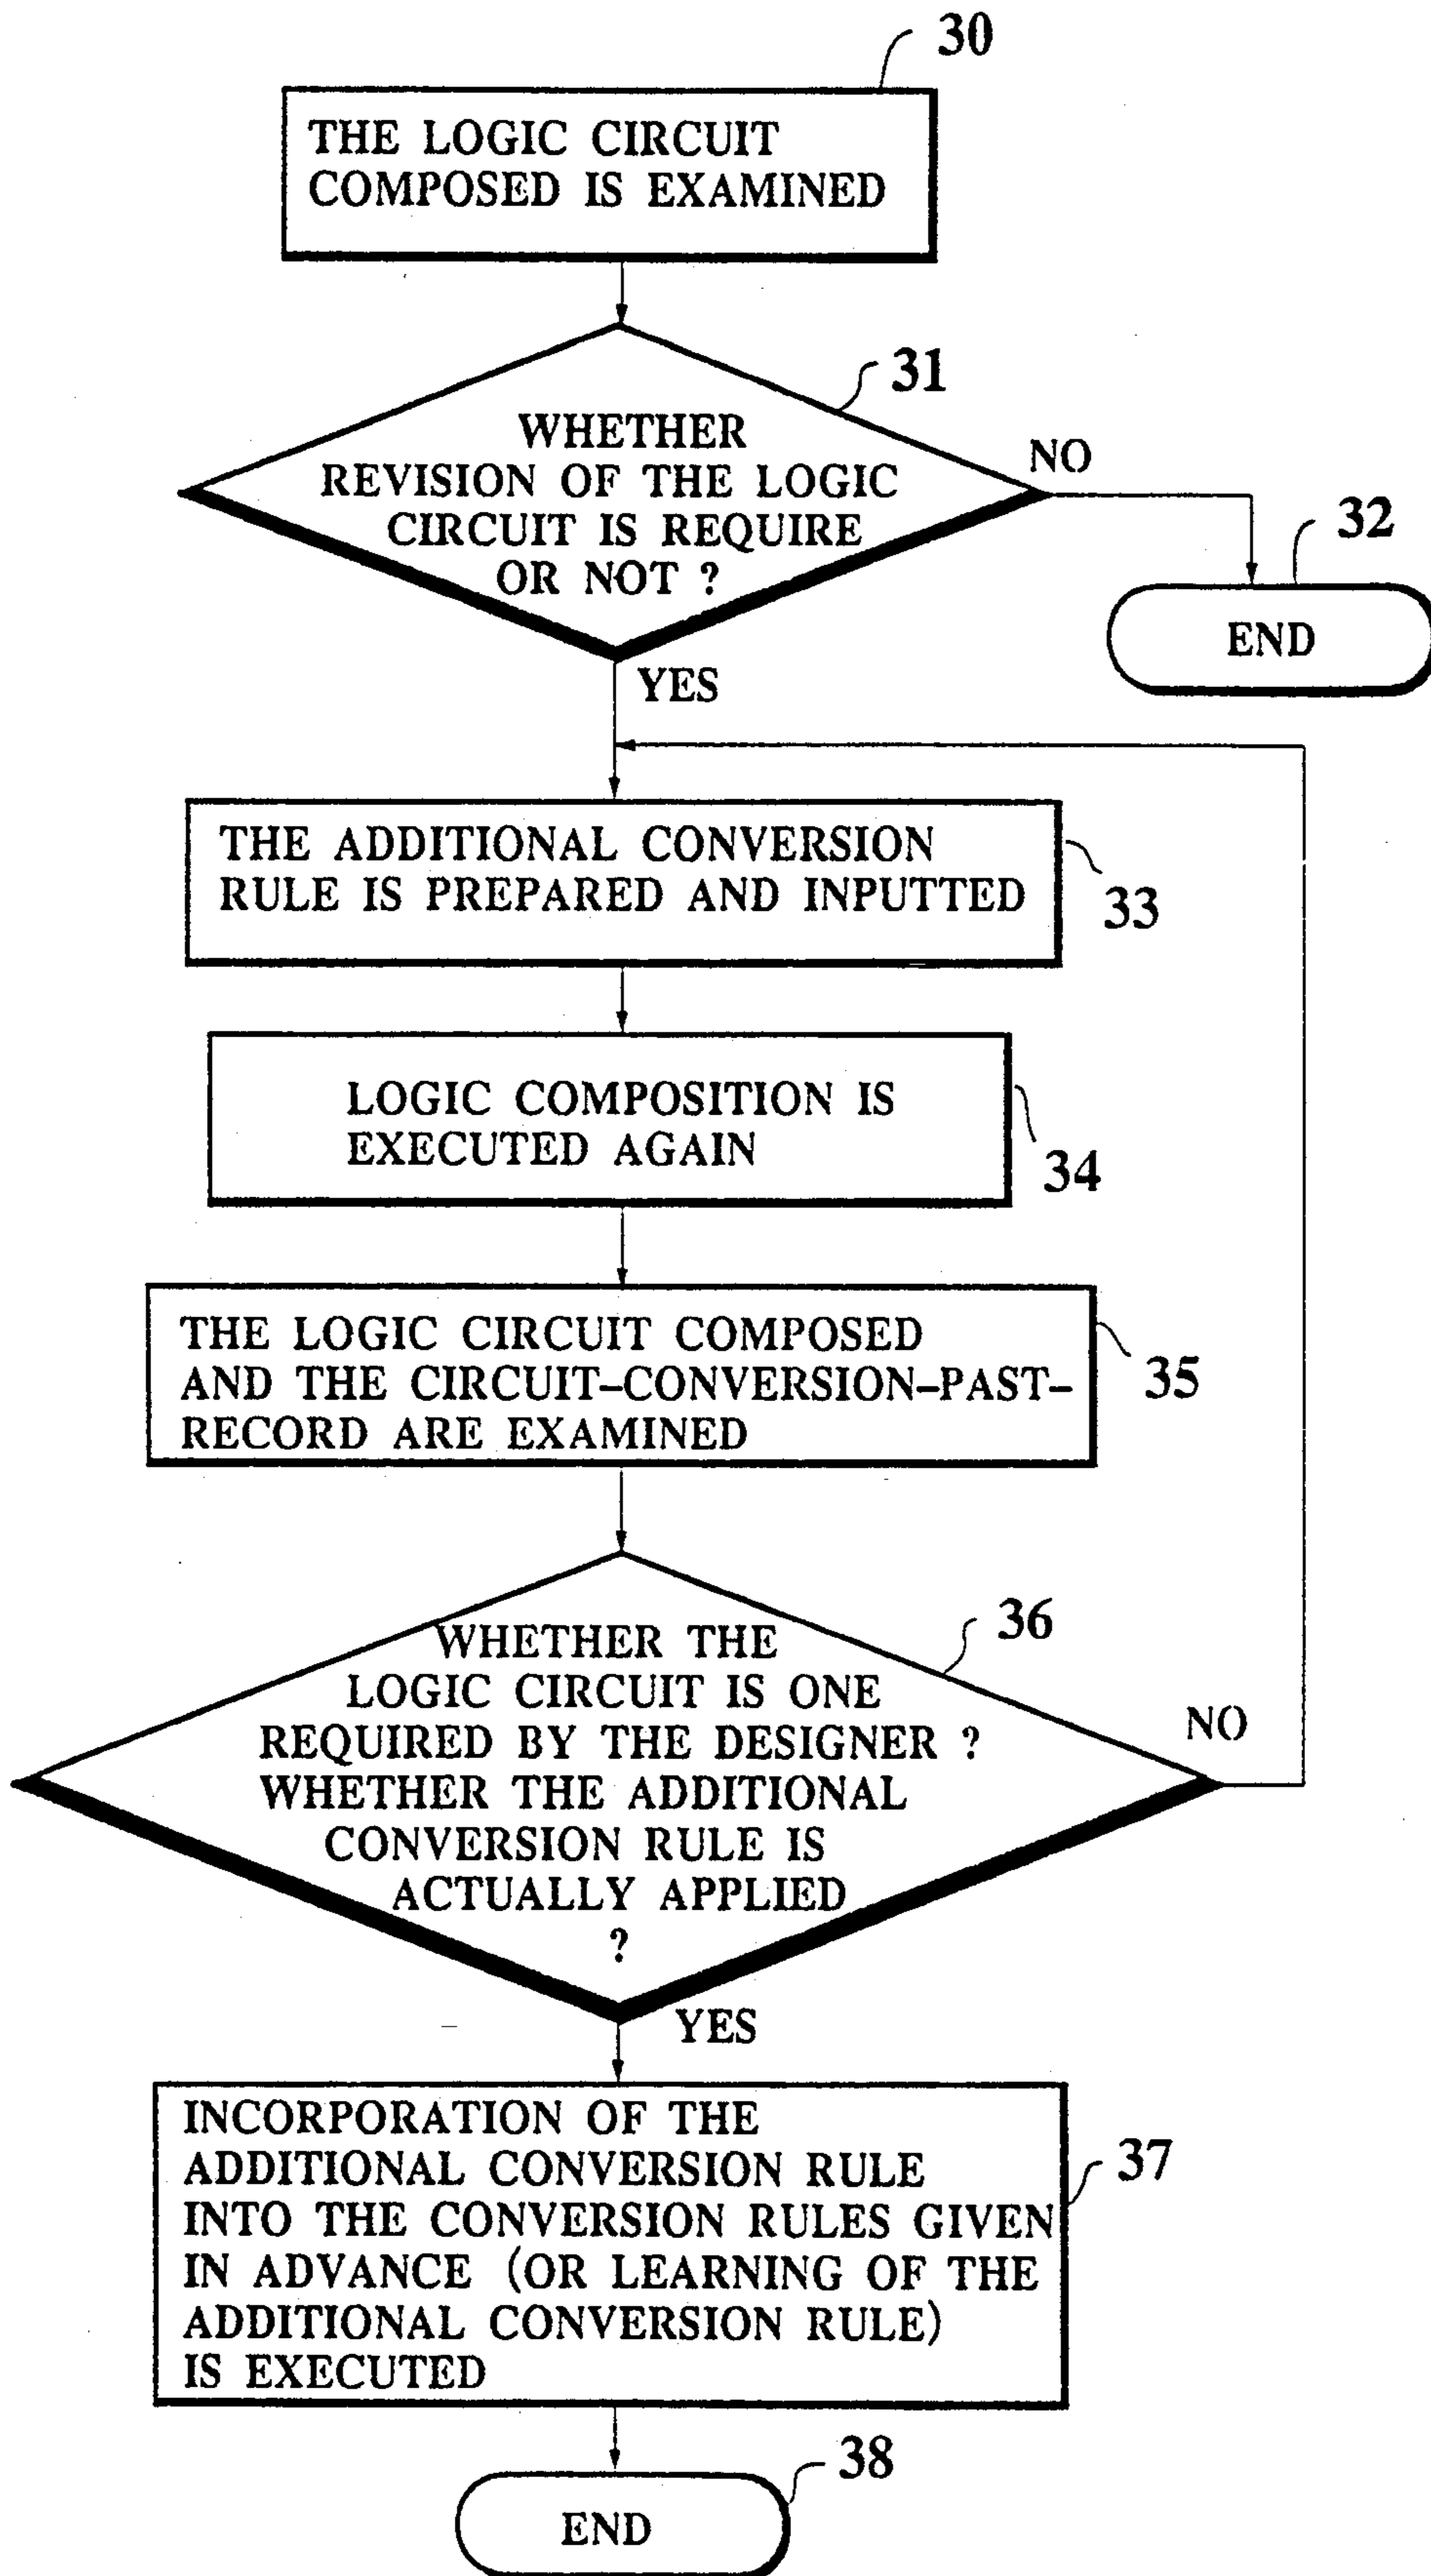 30
THE LOGIC CIRCUIT
COMPOSED IS EXAMINED
31
WHETHER
REVISION OF THE LOGIC
CIRCUIT IS REQUIRE
OR NOT ?
NO
32
END
YES
THE ADDITIONAL CONVERSION
RULE IS PREPARED AND INPUTTED
33
LOGIC COMPOSITION IS
EXECUTED AGAIN
34
THE LOGIC CIRCUIT COMPOSED
AND THE CIRCUIT-CONVERSION-PAST-
RECORD ARE EXAMINED
35
36
WHETHER THE
LOGIC CIRCUIT IS ONE
REQUIRED BY THE DESIGNER ?
WHETHER THE ADDITIONAL
CONVERSION RULE IS
ACTUALLY APPLIED
?
NO
YES
INCORPORATION OF THE
ADDITIONAL CONVERSION RULE
INTO THE CONVERSION RULES GIVEN
IN ADVANCE (OR LEARNING OF THE
ADDITIONAL CONVERSION RULE)
IS EXECUTED
37
38
END